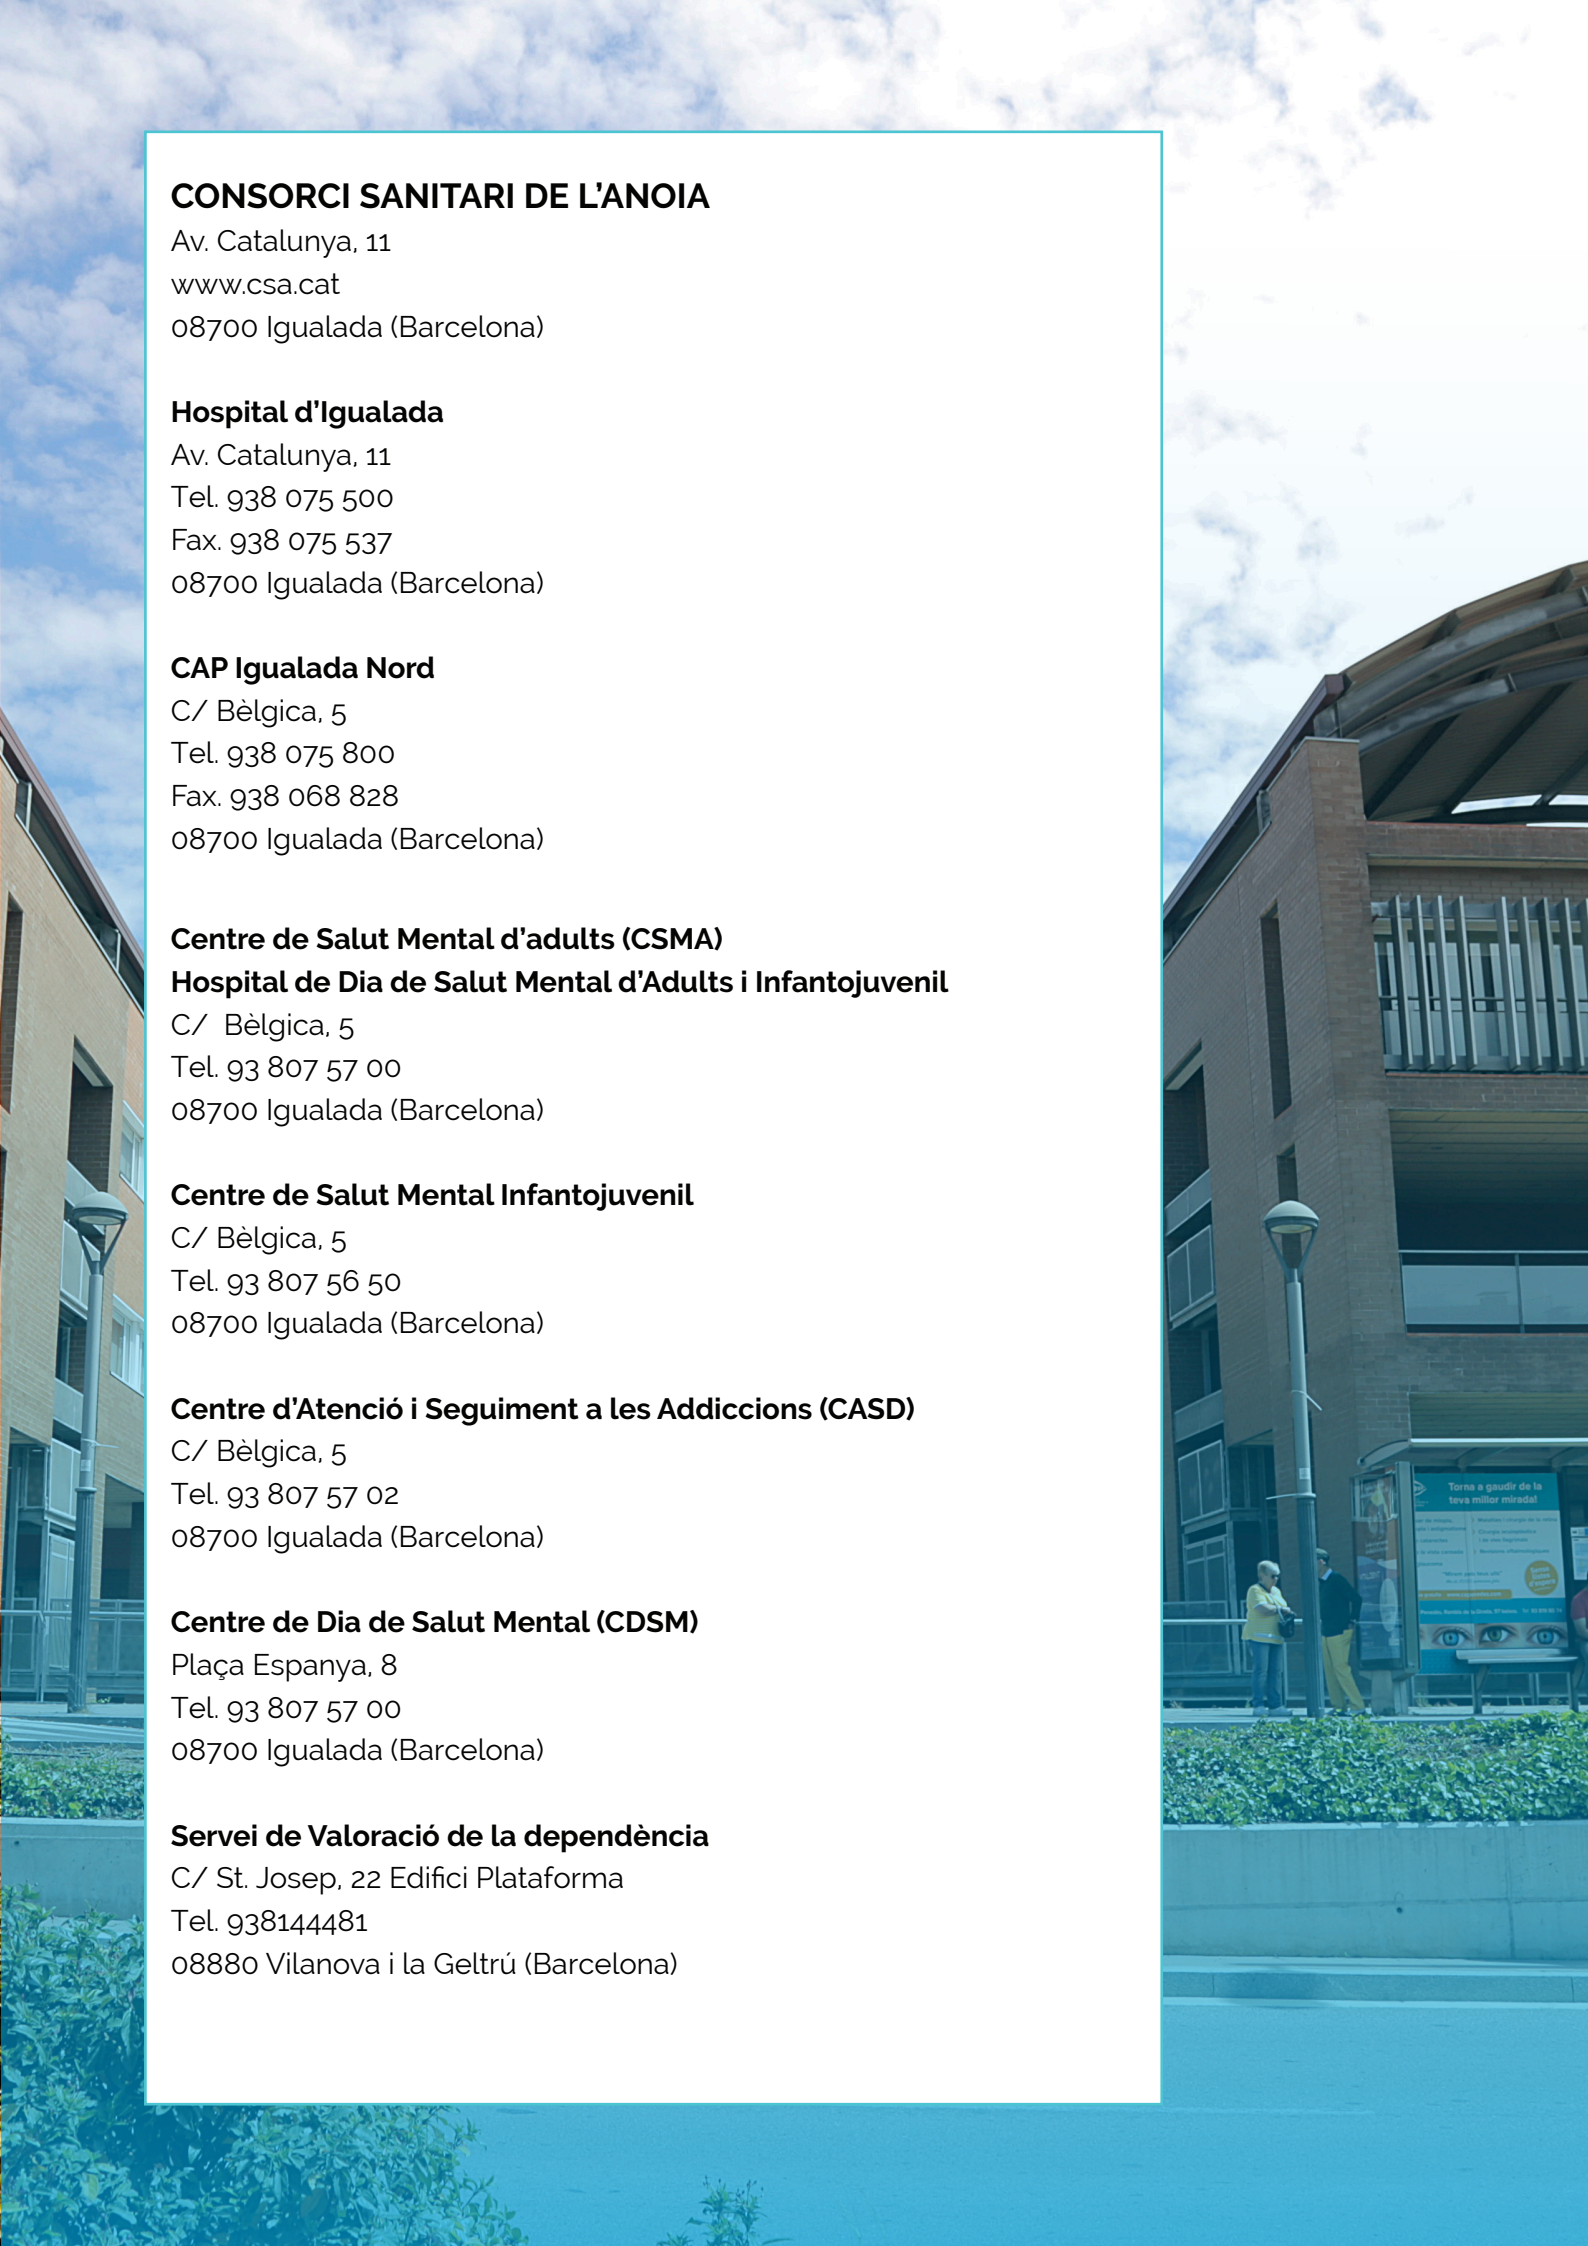 CONSORCI SANITARI DE L’ANOIA
Av. Catalunya, 11
www.csa.cat
08700 Igualada (Barcelona)
Hospital d’Igualada
Av. Catalunya, 11
Tel. 938 075 500
Fax. 938 075 537
08700 Igualada (Barcelona)
CAP Igualada Nord
C/ Bèlgica, 5
Tel. 938 075 800
Fax. 938 068 828
08700 Igualada (Barcelona)
Centre de Salut Mental d’adults (CSMA)
Hospital de Dia de Salut Mental d’Adults i Infantojuvenil
C/  Bèlgica, 5
Tel. 93 807 57 00
08700 Igualada (Barcelona)
Centre de Salut Mental Infantojuvenil
C/ Bèlgica, 5
Tel. 93 807 56 50
08700 Igualada (Barcelona)
Centre d’Atenció i Seguiment a les Addiccions (CASD)
C/ Bèlgica, 5
Tel. 93 807 57 02
08700 Igualada (Barcelona)
Centre de Dia de Salut Mental (CDSM)
Plaça Espanya, 8
Tel. 93 807 57 00
08700 Igualada (Barcelona)
Servei de Valoració de la dependència
C/ St. Josep, 22 Edifici Plataforma
Tel. 938144481
08880 Vilanova i la Geltrú (Barcelona)
Torna a gaudir de la
teva millor mirada!